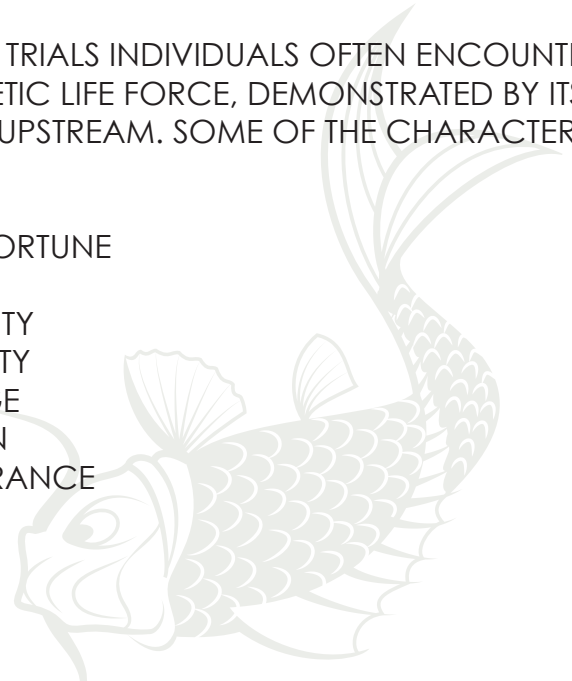 TRIALS INDIVIDUALS OFTEN ENCOUNT
ETIC LIFE FORCE, DEMONSTRATED BY ITS
UPSTREAM. SOME OF THE CHARACTER
ORTUNE
TY
TY
GE
N
RANCE